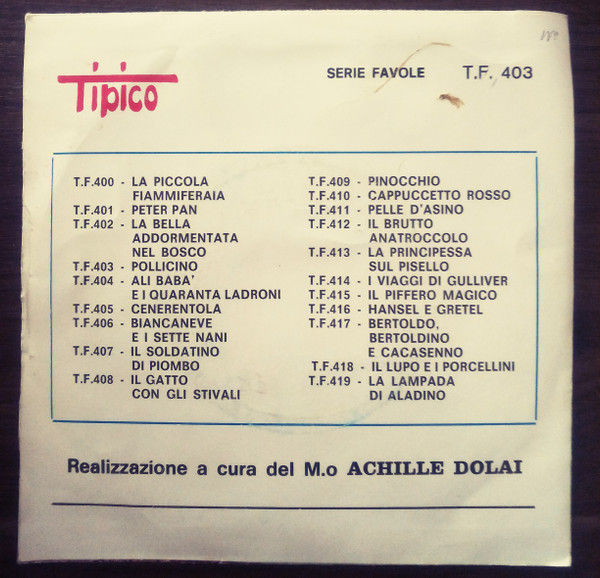 Tipico
SERIE FAVOLE T.F. 403
T.F.400 - LA PICCOLA
FIAMMIFERAIA
T.F.401 - PETER PAN
T.F.402 - LA BELLA
ADDORMENTATA
NEL BOSCO
T.F.403 - POLLICINO
T.F.404 - ALI BABA'
E I QUARANTA LADRONI
T.F.405 - CENERENTOLA
T.F.406 - BIANCANEVE
E I SETTE NANI
T.F.407 - IL SOLDATINO
DI PIOMBO
T.F.408 - IL GATTO
CON GLI STIVALI
T.F.409 - PINOCCHIO
T.F.410 - CAPPUCCETTO ROSSO
T.F.411 - PELLE D'ASINO
T.F.412 - IL BRUTTO
ANATROCCOLO
T.F.413 - LA PRINCIPESSA
SUL PISELLO
T.F.414 - I VIAGGI DI GULLIVER
T.F.415 - IL PIFFERO MAGICO
T.F.416 - HANSEL E GRETEL
T.F.417 - BERTOLDO,
BERTOLDINO
E CACASENNO
T.F.418 - IL LUPO E I PORCELLINI
T.F.419 - LA LAMPADA
DI ALADINO
Realizzazione a cura del M.o ACHILLE DOLAI